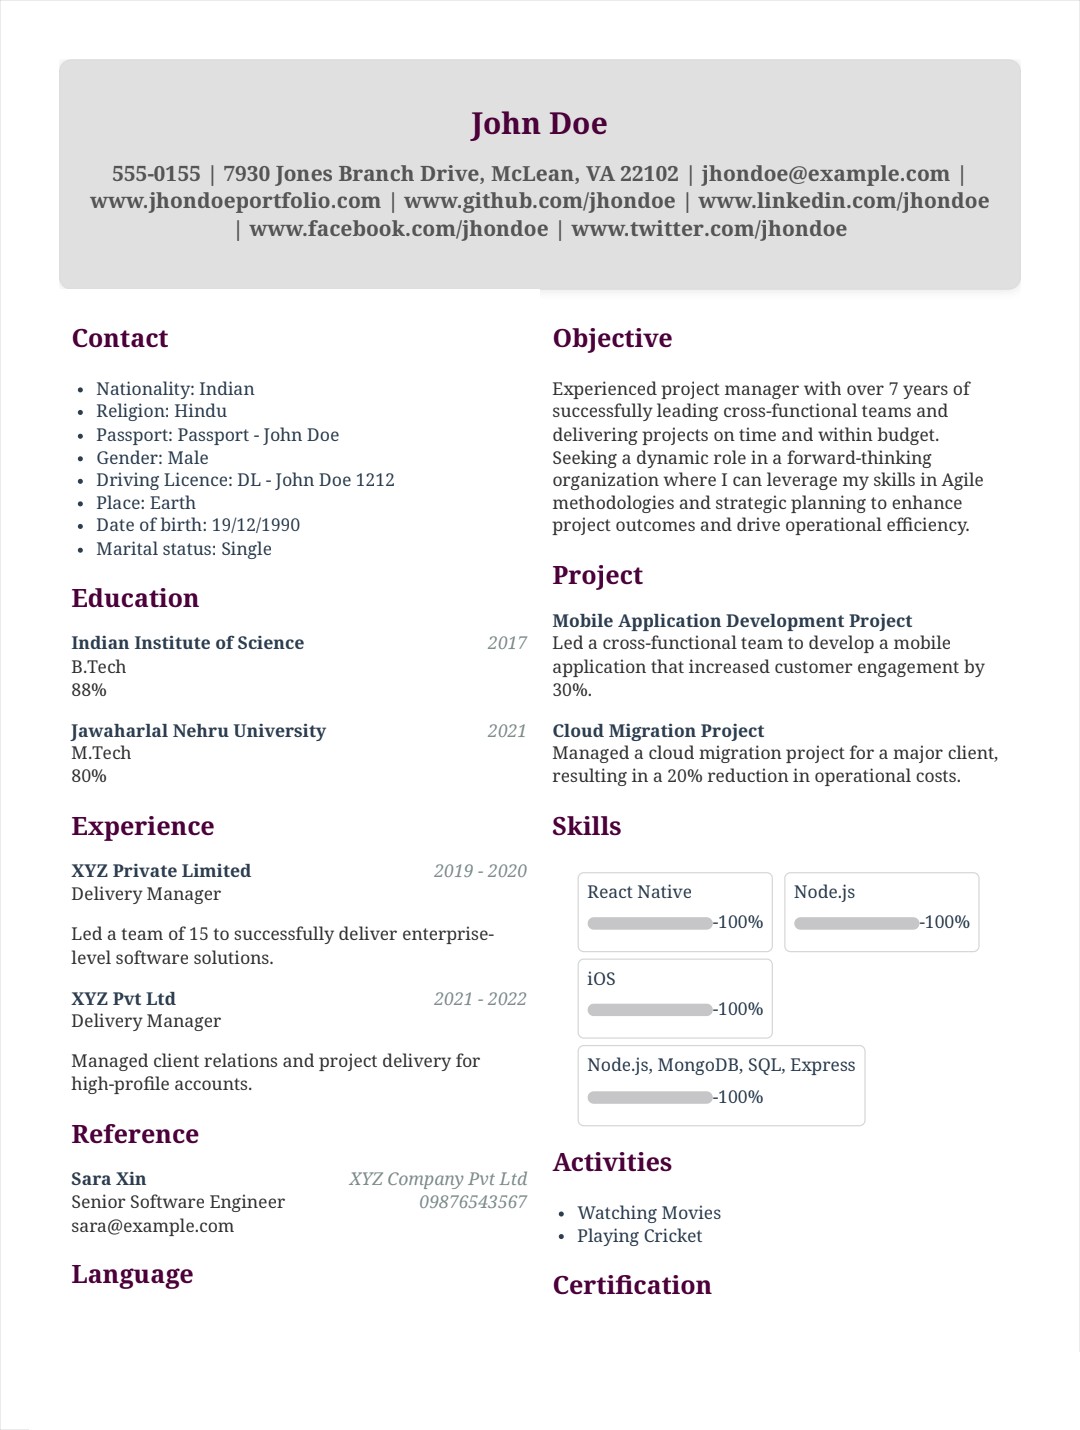 John Doe
555-0155 | 7930 Jones Branch Drive, McLean, VA 22102 | jhondoe@example.com |
www.jhondoeportfolio.com | www.github.com/jhondoe | www.linkedin.com/jhondoe
| www.facebook.com/jhondoe | www.twitter.com/jhondoe
Contact
• Nationality: Indian
• Religion: Hindu
• Passport: Passport - John Doe
• Gender: Male
• Driving Licence: DL - John Doe 1212
• Place: Earth
• Date of birth: 19/12/1990
• Marital status: Single
Education
Indian Institute of Science 2017
B.Tech
88%
Jawaharlal Nehru University 2021
M.Tech
80%
Experience
XYZ Private Limited 2019 - 2020
Delivery Manager
Led a team of 15 to successfully deliver enterprise-
level software solutions.
XYZ Pvt Ltd 2021 - 2022
Delivery Manager
Managed client relations and project delivery for
high-profile accounts.
Reference
Sara Xin XYZ Company Pvt Ltd
Senior Software Engineer 09876543567
sara@example.com
Language
Objective
Experienced project manager with over 7 years of
successfully leading cross-functional teams and
delivering projects on time and within budget.
Seeking a dynamic role in a forward-thinking
organization where I can leverage my skills in Agile
methodologies and strategic planning to enhance
project outcomes and drive operational efficiency.
Project
Mobile Application Development Project
Led a cross-functional team to develop a mobile
application that increased customer engagement by
30%.
Cloud Migration Project
Managed a cloud migration project for a major client,
resulting in a 20% reduction in operational costs.
Skills
React Native
-100%
Node.js
-100%
iOS
-100%
Node.js, MongoDB, SQL, Express
-100%
Activities
• Watching Movies
• Playing Cricket
Certification